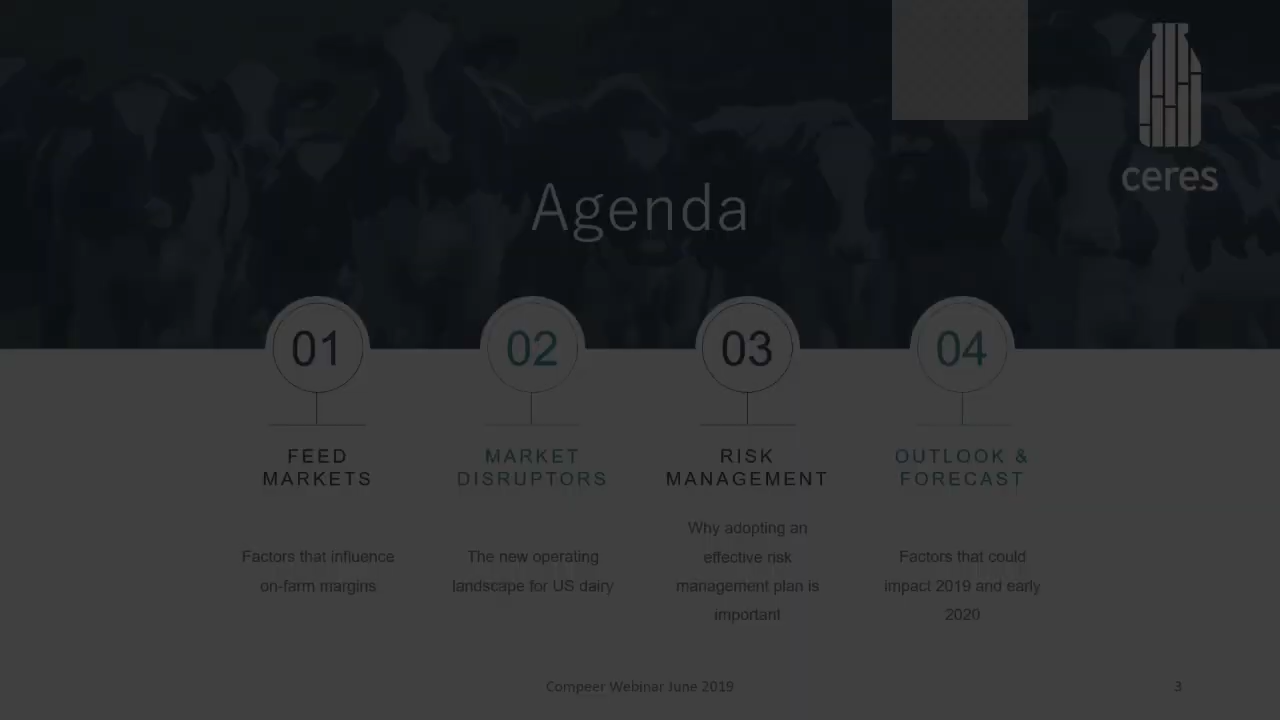 ceres
Agenda
01
02
03
04
FEED
MARKETS
MARKET
DISRUPTORS
RISK
MANAGEMENT
OUTLOOK &
FORECAST
Factors that influence
on-farm margins
The new operating
landscape for US dairy
Why adopting an
effective risk
management plan is
important
Factors that could
impact 2019 and early
2020
Compeer Webinar June 2019
3